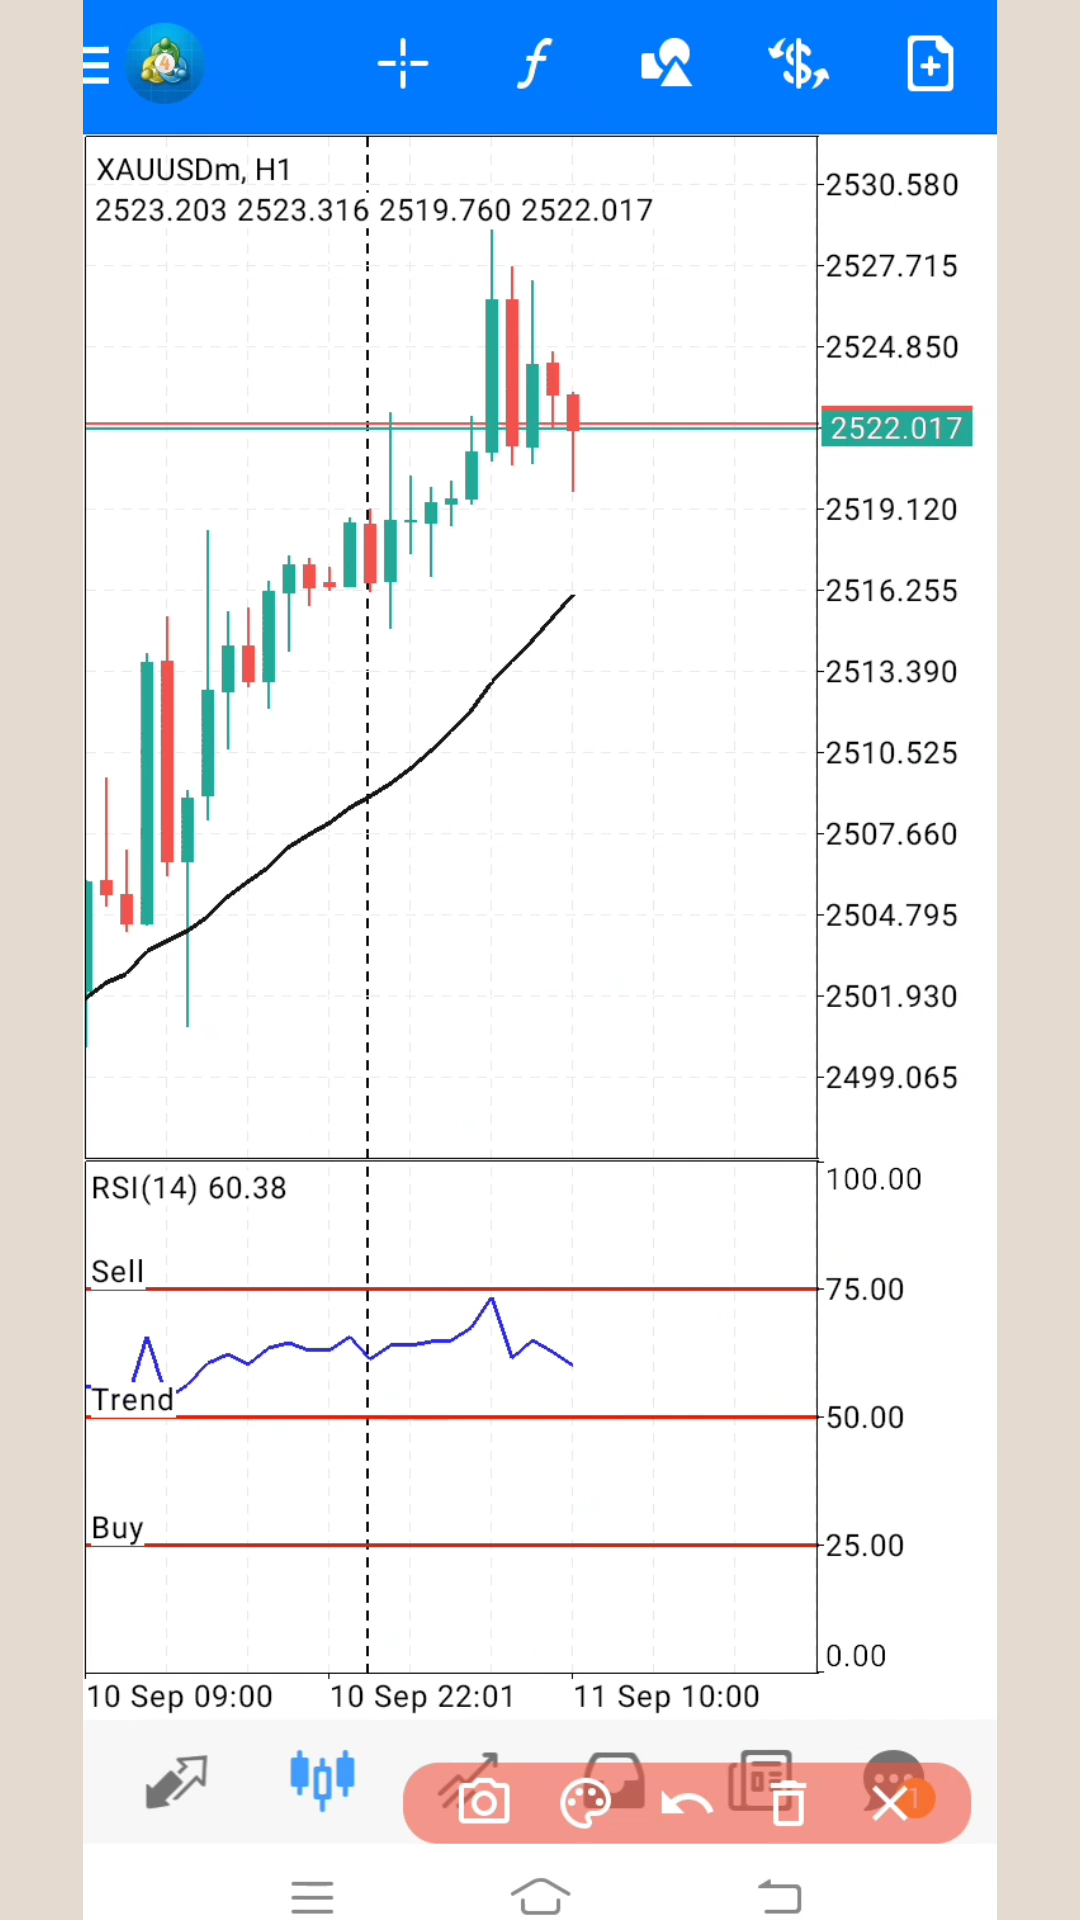 4
XAUUSDm, H1
2523.203 2523.316 2519.760 2522.017
2530.580
2527.715
2524.850
2522.017
2519.120
2516.255
2513.390
2510.525
2507.660
2504.795
2501.930
2499.065
RSI(14) 60.38
100.00
Sell
75.00
Trend
50.00
Buy
25.00
0.00
10 Sep 09:00 10 Sep 22:01 11 Sep 10:00
1